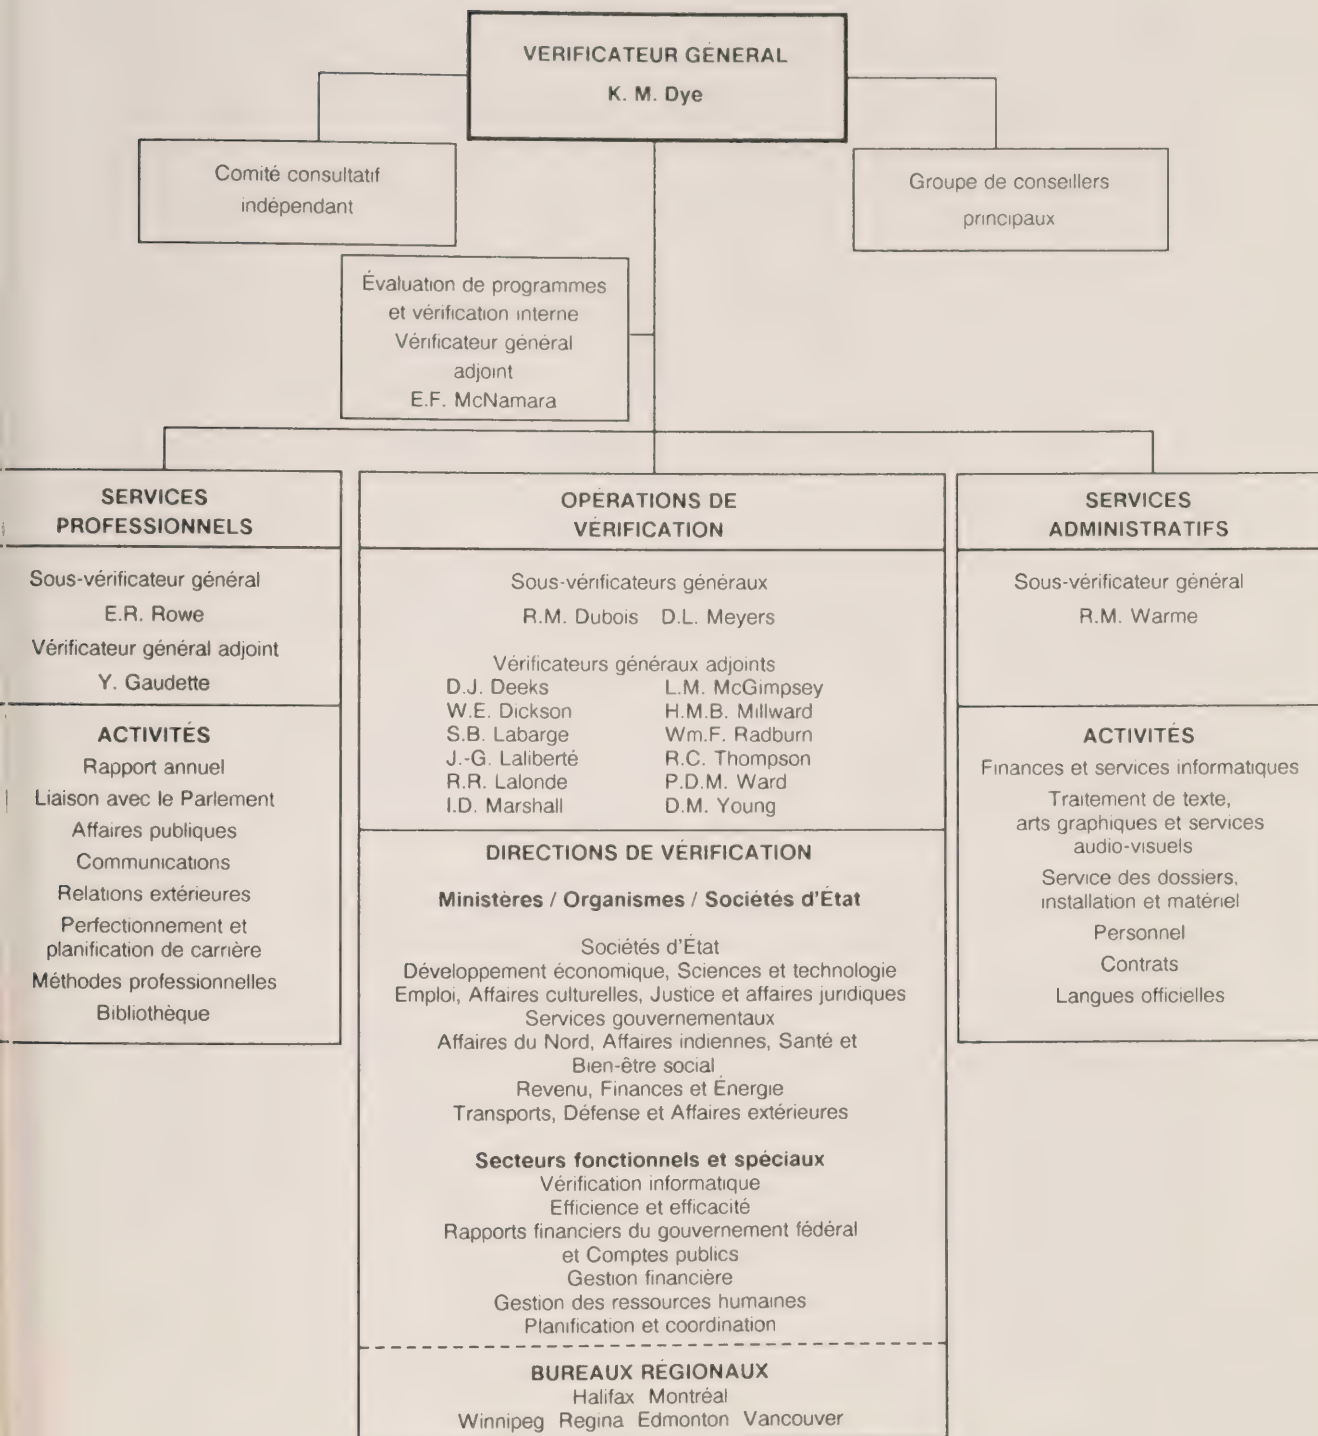 VÉRIFICATEUR GÉNÉRAL
K. M. Dye
Comité consultatif
indépendant
Groupe de conseillers
principaux
Évaluation de programmes
et vérification interne
Vérificateur général
adjoint
E.F. McNamara
SERVICES
PROFESSIONNELS
Sous-vérificateur général
E.R. Rowe
Vérificateur général adjoint
Y. Gaudette
ACTIVITÉS
Rapport annuel
Liaison avec le Parlement
Affaires publiques
Communications
Relations extérieures
Perfectionnement et
planification de carrière
Méthodes professionnelles
Bibliothèque
OPÉRATIONS DE
VÉRIFICATION
Sous-vérificateurs généraux
R.M. Dubois D.L. Meyers
Vérificateurs généraux adjoints
D.J. Deeks L.M. McGimpsey
W.E. Dickson H.M.B. Millward
S.B. Labarge Wm.F. Radburn
J.-G. Laliberté R.C. Thompson
R.R. Lalonde P.D.M. Ward
I.D. Marshall D.M. Young
DIRECTIONS DE VÉRIFICATION
Ministères / Organismes / Sociétés d'État
Sociétés d'État
Développement économique, Sciences et technologie
Emploi, Affaires culturelles, Justice et affaires juridiques
Services gouvernementaux
Affaires du Nord, Affaires indiennes, Santé et
Bien-être social
Revenu, Finances et Énergie
Transports, Défense et Affaires extérieures
Secteurs fonctionnels et spéciaux
Vérification informatique
Efficience et efficacité
Rapports financiers du gouvernement fédéral
et Comptes publics
Gestion financière
Gestion des ressources humaines
Planification et coordination
BUREAUX RÉGIONAUX
Halifax Montréal
Winnipeg Regina Edmonton Vancouver
SERVICES
ADMINISTRATIFS
Sous-vérificateur général
R.M. Warme
ACTIVITÉS
Finances et services informatiques
Traitement de texte,
arts graphiques et services
audio-visuels
Service des dossiers,
installation et matériel
Personnel
Contrats
Langues officielles